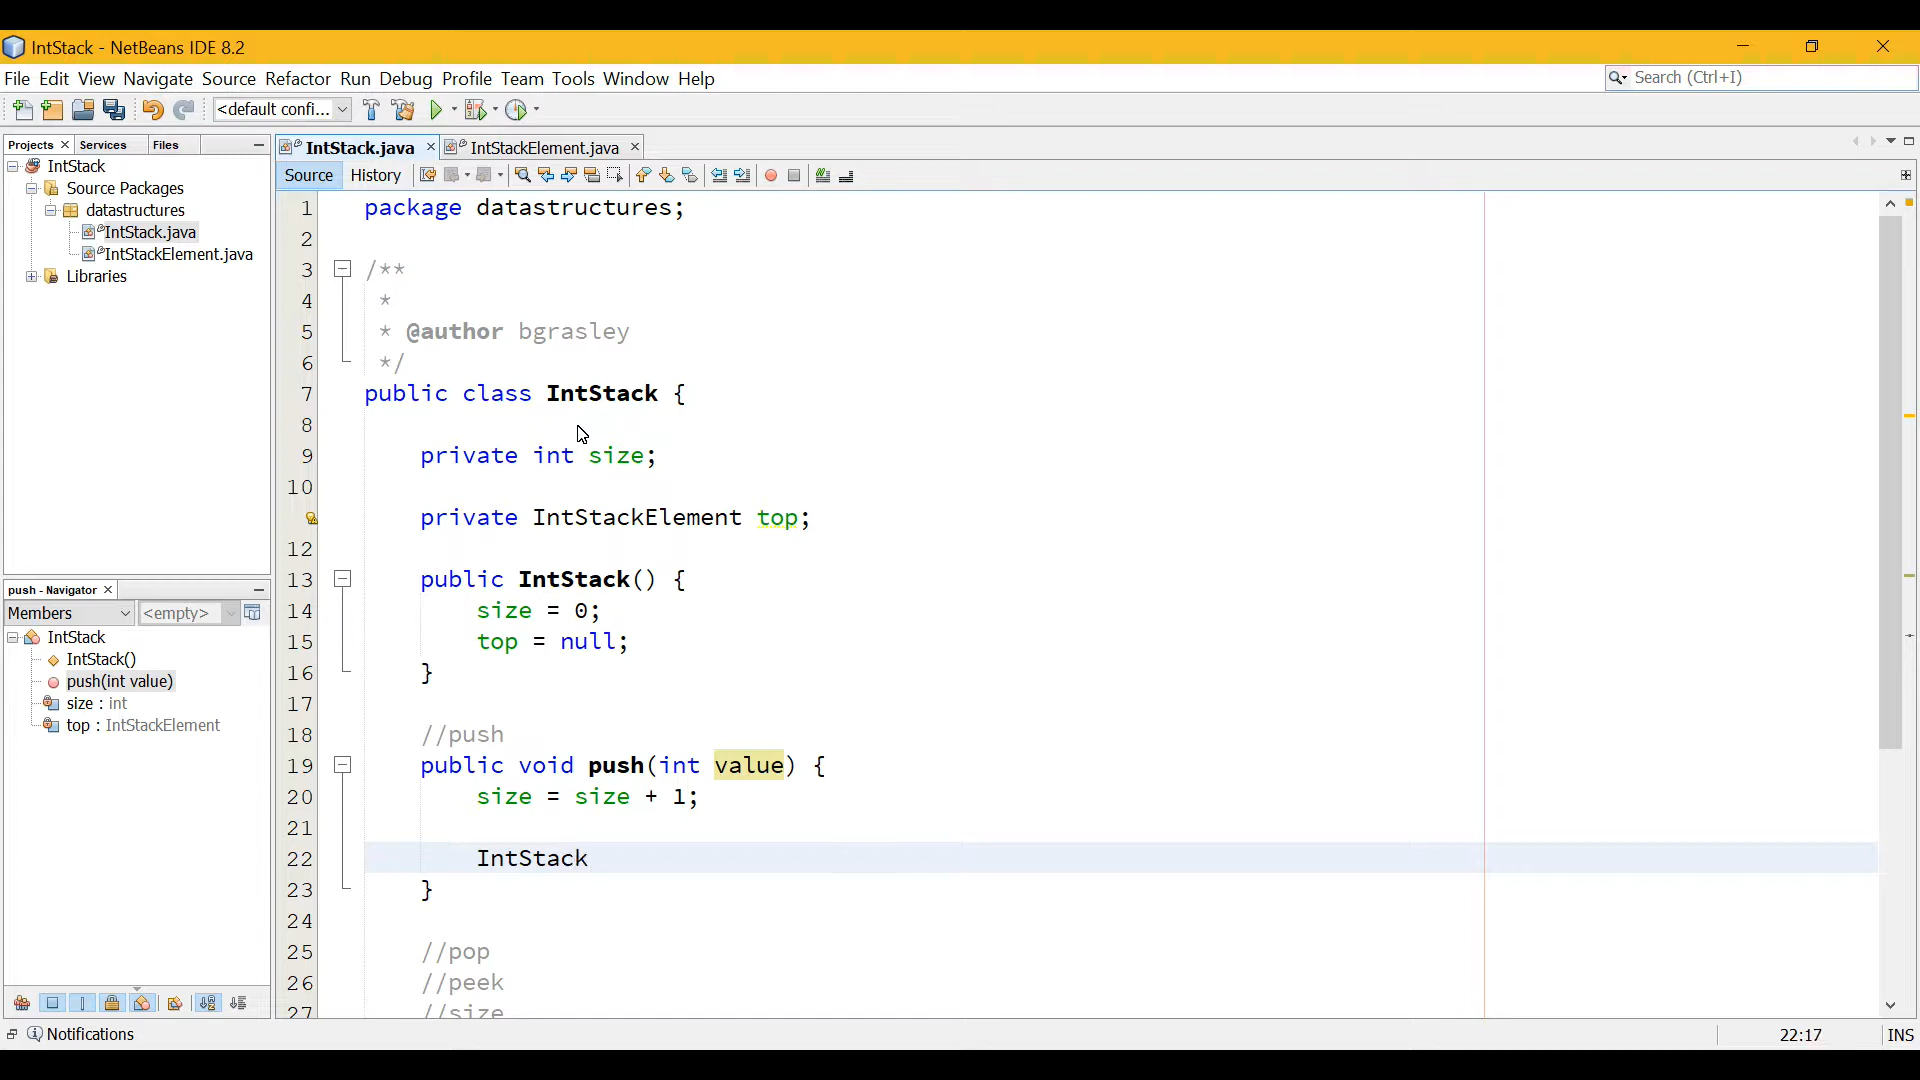 IntStack - NetBeans IDE 8.2
File Edit View Navigate Source Refactor Run Debug Profile Team Tools Window Help
Search (Ctrl+I)
<default confi...
Projects Services Files
IntStack
Source Packages
datastructures
IntStack.java
IntStackElement.java
Libraries
push - Navigator
Members <empty>
IntStack
IntStack()
push(int value)
size : int
top : IntStackElement
IntStack.java IntStackElement.java
Source History
1 package datastructures;
2
3 /**
4 *
5 * @author bgrasley
6 */
7 public class IntStack {
8
9 private int size;
10
private IntStackElement top;
12
13 public IntStack() {
14 size = 0;
15 top = null;
16 }
17
18 //push
19 public void push(int value) {
20 size = size + 1;
21
22 IntStack
23 }
24
25 //pop
26 //peek
27 //size
Notifications
22:17 INS